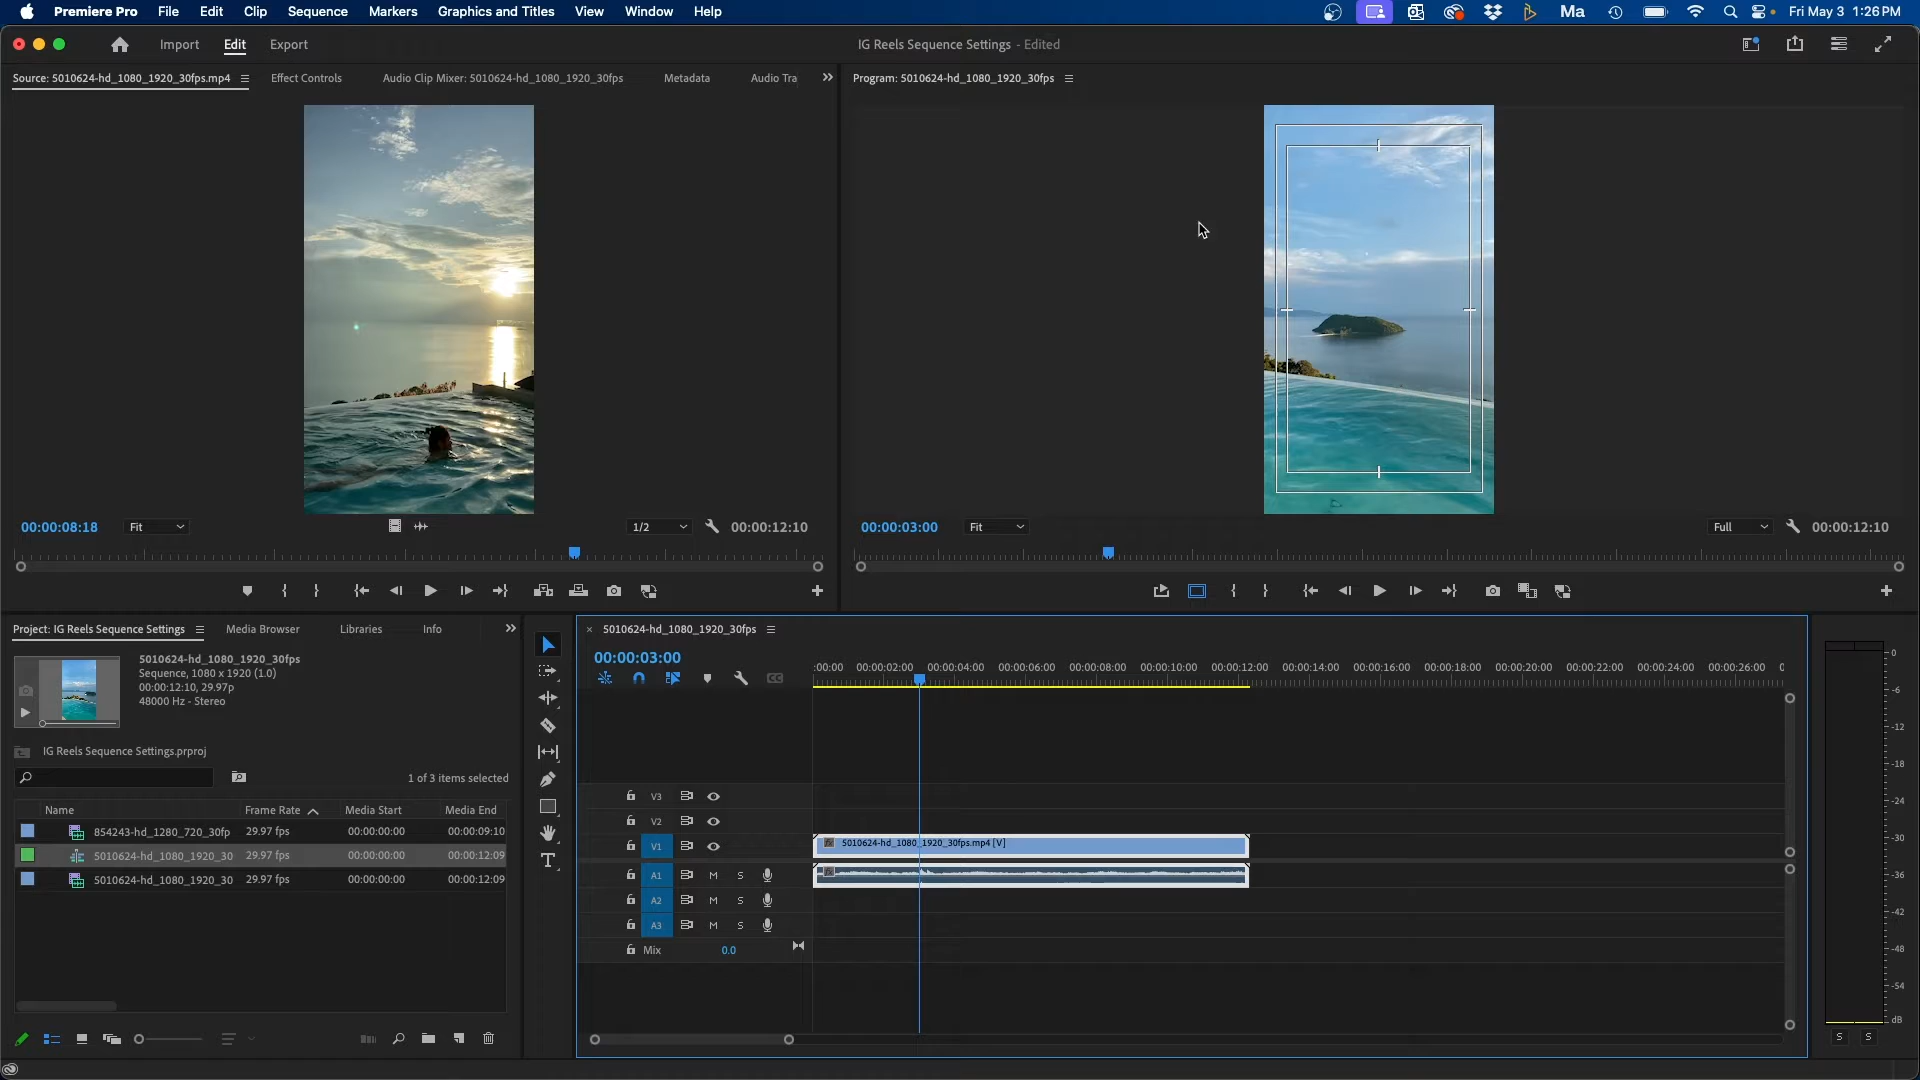 Premiere Pro File Edit Clip Sequence Markers Graphics and Titles View Window Help Ma Fri May 3 1:26 PM
Import Edit Export IG Reels Sequence Settings - Edited
Source: 5010624-hd_1080_1920_30fps.mp4 Effect Controls Audio Clip Mixer: 5010624-hd_1080_1920_30fps Metadata Audio Tra
Program: 5010624-hd_1080_1920_30fps
00:00:08:18 Fit 1/2 00:00:12:10
00:00:03:00 Fit Full 00:00:12:10
Project: IG Reels Sequence Settings Media Browser Libraries Info
5010624-hd_1080_1920_30fps
Sequence, 1080 x 1920 (1.0)
00:00:12:10, 29.97p
48000 Hz - Stereo
IG Reels Sequence Settings.prproj
1 of 3 items selected
Name Frame Rate Media Start Media End
854243-hd_1280_720_30fp 29.97 fps 00:00:00:00 00:00:09:10
5010624-hd_1080_1920_30 29.97 fps 00:00:00:00 00:00:12:09
5010624-hd_1080_1920_30 29.97 fps 00:00:00:00 00:00:12:09
5010624-hd_1080_1920_30fps
00:00:03:00
:00:00 00:00:02:00 00:00:04:00 00:00:06:00 00:00:08:00 00:00:10:00 00:00:12:00 00:00:14:00 00:00:16:00 00:00:18:00 00:00:20:00 00:00:22:00 00:00:24:00 00:00:26:00
V3
V2
V1 fx 5010624-hd_1080_1920_30fps.mp4 [V]
A1 M S fx
A2 M S
A3 M S
Mix 0.0
0
-6
-12
-18
-24
-30
-36
-42
-48
-54
dB
S S